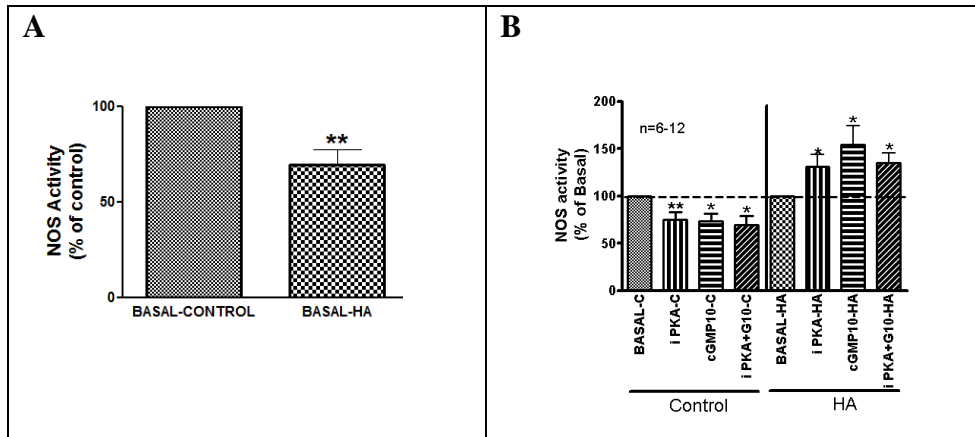 A
NOS Activity
(% of control)
100
50
0
**
BASAL-CONTROL
BASAL-HA
B
NOS activity
(% of Basal)
200
150
100
50
0
n=6-12
**
*
*
*
*
*
BASAL-C
i PKA-C
cGMP10-C
i PKA+G10-C
BASAL-HA
i PKA-HA
cGMP10-HA
i PKA+G10-HA
Control
HA